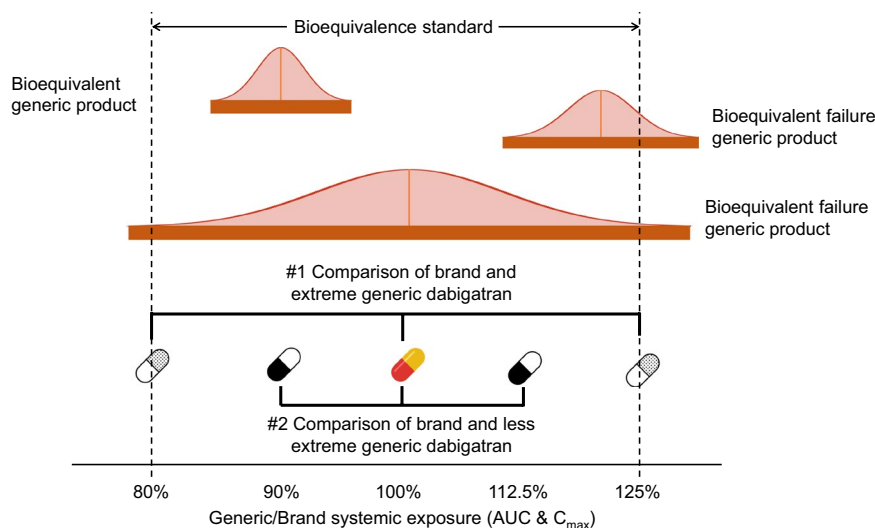 Bioequivalence standard
Bioequivalent
generic product
Bioequivalent failure
generic product
Bioequivalent failure
generic product
#1 Comparison of brand and
extreme generic dabigatran
#2 Comparison of brand and less
extreme generic dabigatran
80% 90% 100% 112.5% 125%
Generic/Brand systemic exposure (AUC & Cmax)